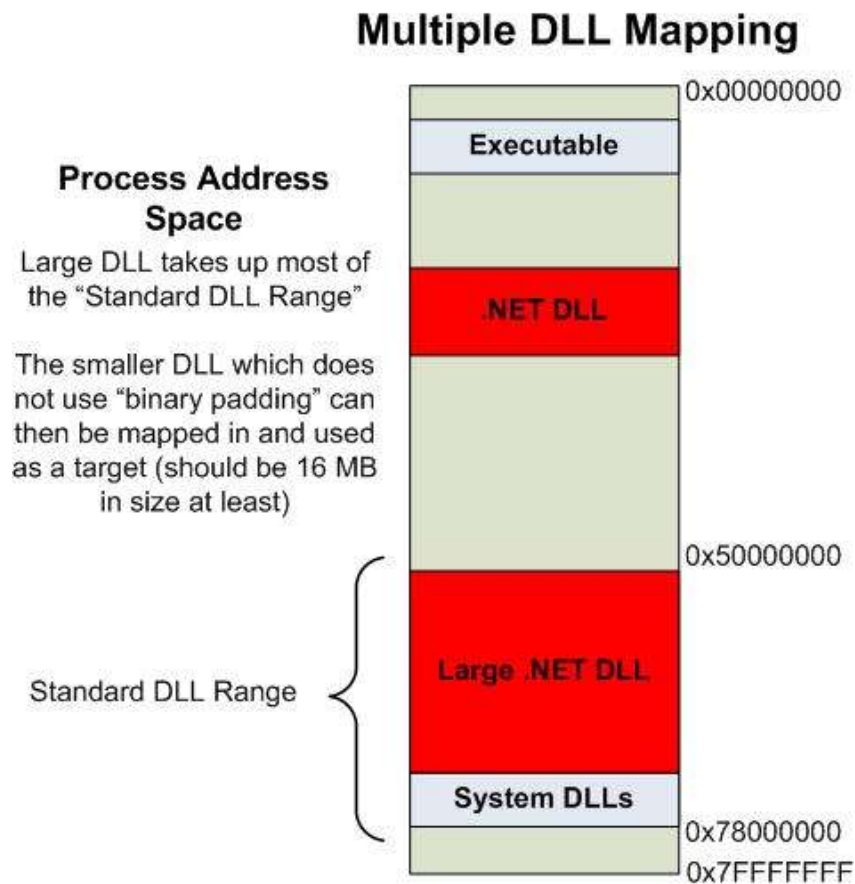 Multiple DLL Mapping
0x00000000
Executable
Process Address
Space
Large DLL takes up most of
the “Standard DLL Range”
.NET DLL
The smaller DLL which does
not use “binary padding” can
then be mapped in and used
as a target (should be 16 MB
in size at least)
0x50000000
Large .NET DLL
Standard DLL Range
System DLLs
0x78000000
0x7FFFFFFF